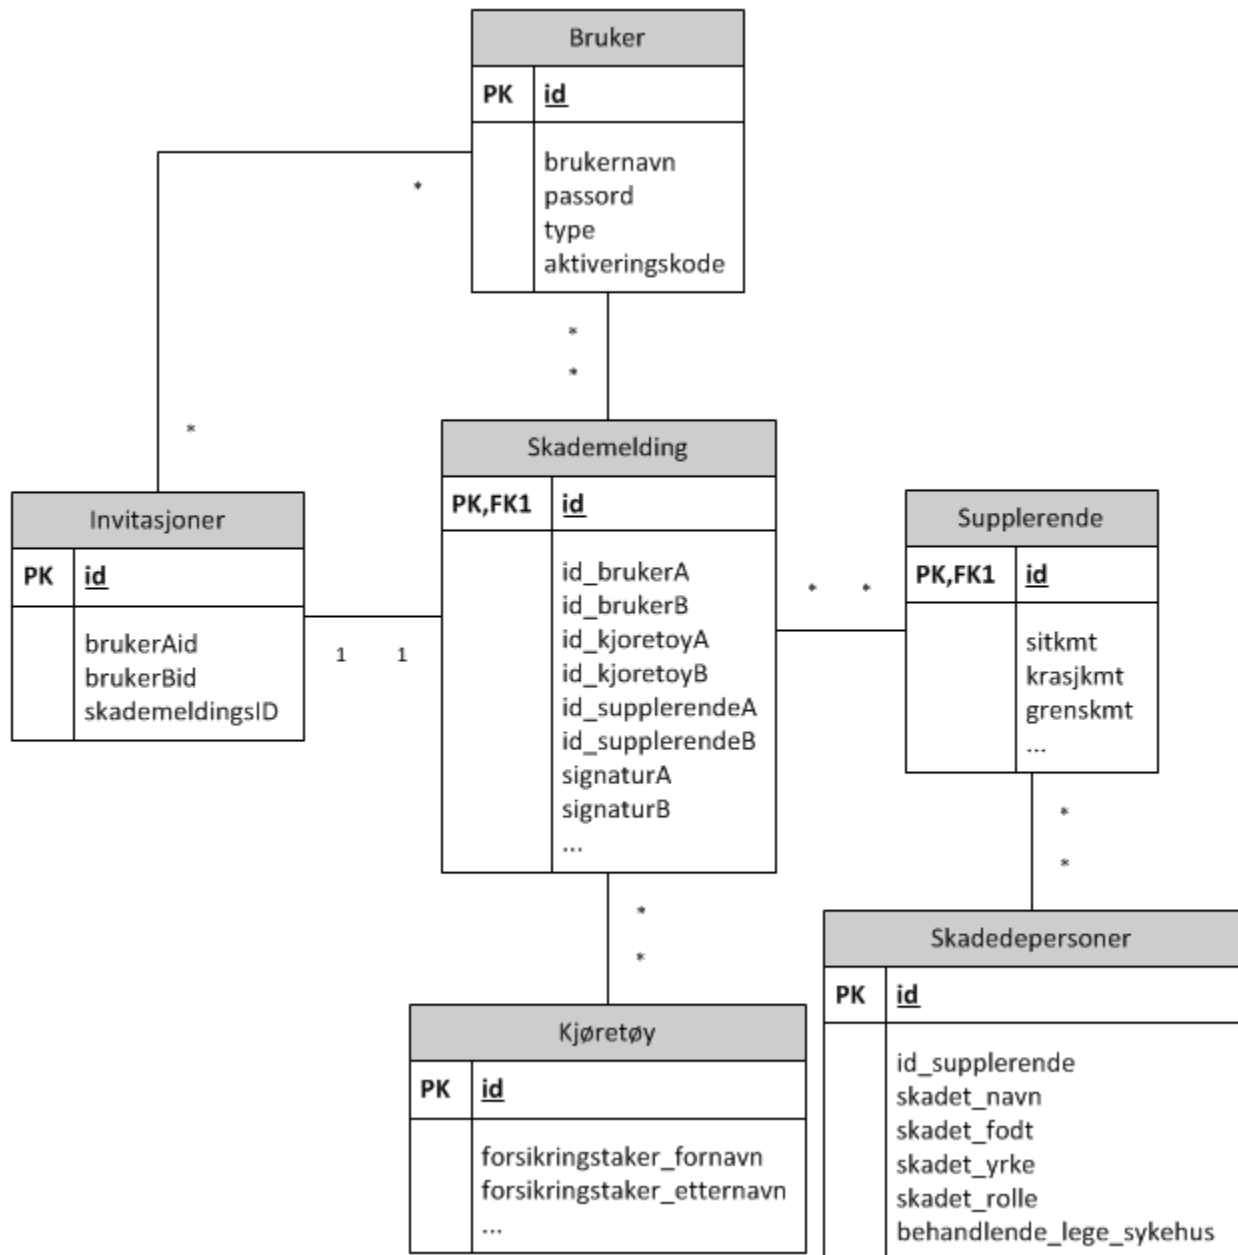 Bruker
PK id
brukernavn
passord
type
aktiveringskode
*
*
*
*
Skademelding
PK,FK1 id
id_brukerA
id_brukerB
id_kjoretoyA
id_kjoretoyB
id_supplerendeA
id_supplerendeB
signaturA
signaturB
...
Invitasjoner
PK id
brukerAid
brukerBid
skademeldingsID
1 1
* *
Supplerende
PK,FK1 id
sitkmt
krasjkmt
grenskmt
...
*
*
*
*
Kjøretøy
PK id
forsikringstaker_fornavn
forsikringstaker_etternavn
...
Skadedepersoner
PK id
id_supplerende
skadet_navn
skadet_fodt
skadet_yrke
skadet_rolle
behandlende_lege_sykehus